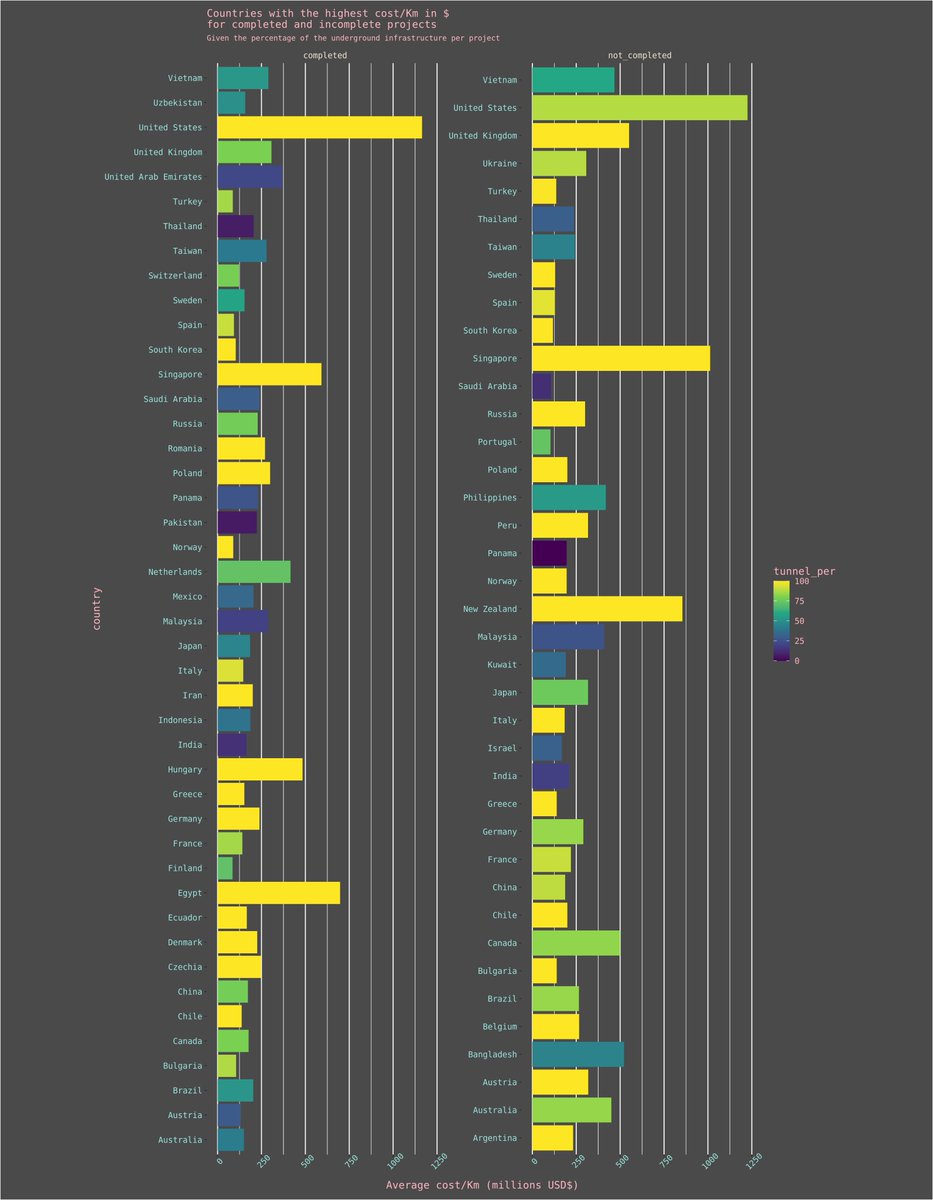 Countries with the highest cost/Km in $
for completed and incomplete projects
Given the percentage of the underground infrastructure per project
completed
Vietnam
Uzbekistan
United States
United Kingdom
United Arab Emirates
Turkey
Thailand
Taiwan
Switzerland
Sweden
Spain
South Korea
Singapore
Saudi Arabia
Russia
Romania
Poland
Panama
Pakistan
Norway
Netherlands
Mexico
Malaysia
Japan
Italy
Iran
Indonesia
India
Hungary
Greece
Germany
France
Finland
Egypt
Ecuador
Denmark
Czechia
China
Chile
Canada
Bulgaria
Brazil
Austria
Australia
country
0 250 500 750 1000 1250
not_completed
Vietnam
United States
United Kingdom
Ukraine
Turkey
Thailand
Taiwan
Sweden
Spain
South Korea
Singapore
Saudi Arabia
Russia
Portugal
Poland
Philippines
Peru
Panama
Norway
New Zealand
Malaysia
Kuwait
Japan
Italy
Israel
India
Greece
Germany
France
China
Chile
Canada
Bulgaria
Brazil
Belgium
Bangladesh
Austria
Australia
Argentina
0 250 500 750 1000 1250
Average cost/Km (millions USD$)
tunnel_per
100
75
50
25
0